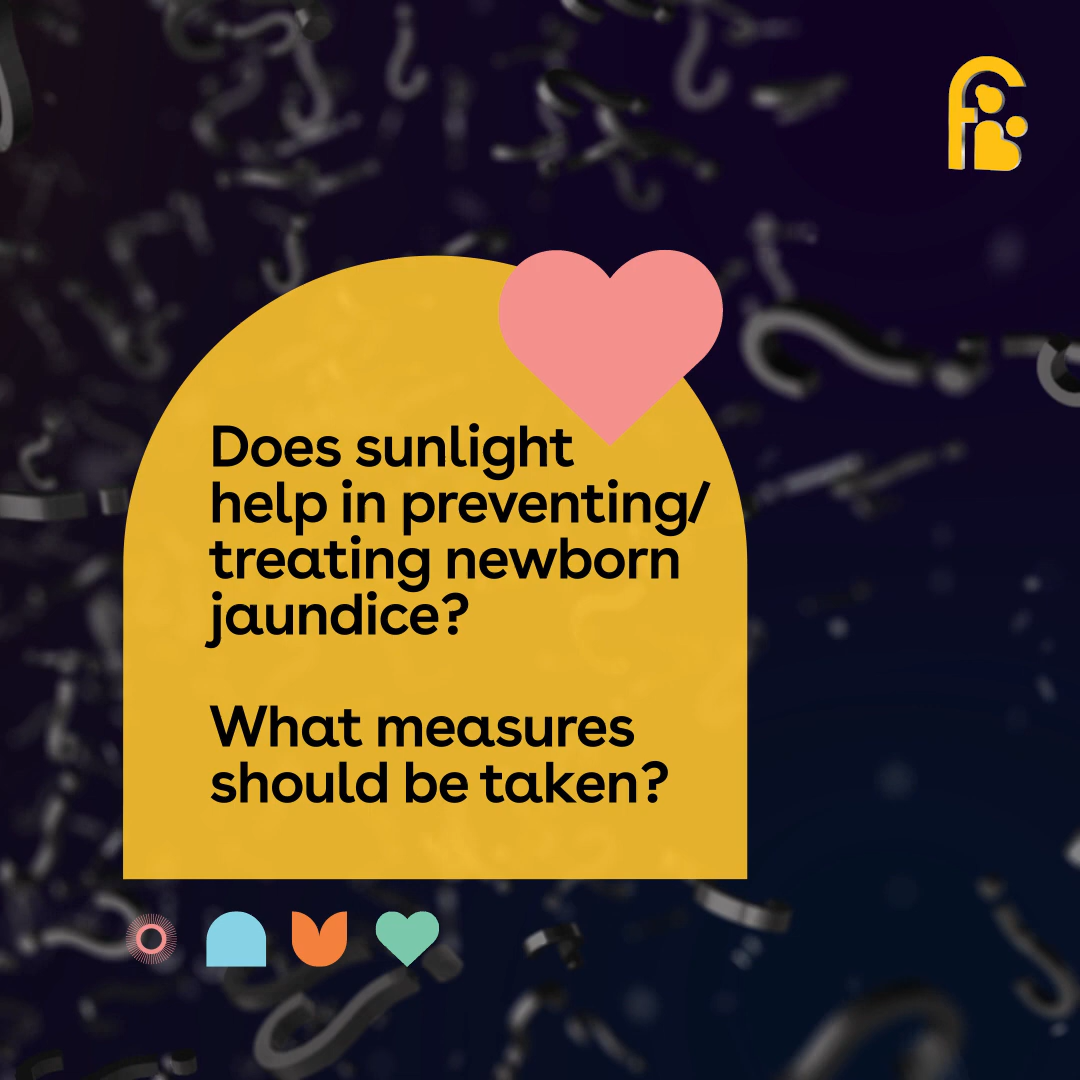 Does sunlight
help in preventing/
treating newborn
jaundice?
What measures
should be taken?